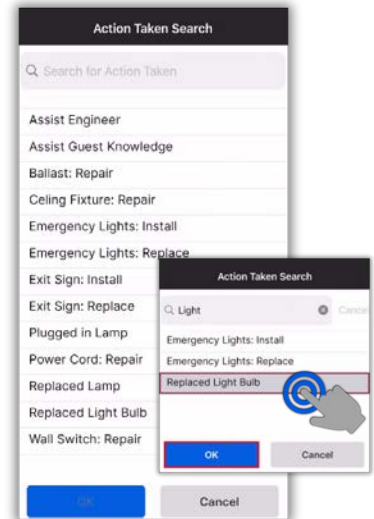 Action Taken Search
Search for Action Taken
Assist Engineer
Assist Guest Knowledge
Ballast: Repair
Celing Fixture: Repair
Emergency Lights: Install
Emergency Lights: Replace
Exit Sign: Install
Exit Sign: Replace
Plugged in Lamp
Power Cord: Repair
Replaced Lamp
Replaced Light Bulb
Wall Switch: Repair
OK
Cancel
Action Taken Search
Light
Cancel
Emergency Lights: Install
Emergency Lights: Replace
Replaced Light Bulb
OK
Cancel